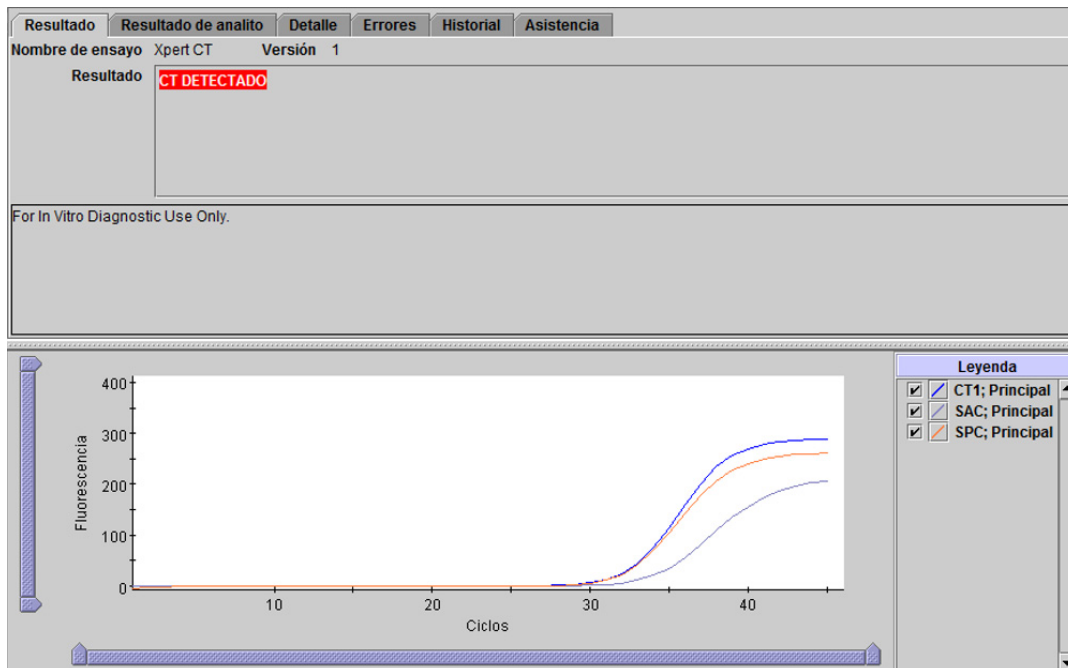 Resultado Resultado de analito Detalle Errores Historial Asistencia
Nombre de ensayo Xpert CT Versión 1
Resultado CT DETECTADO
For In Vitro Diagnostic Use Only.
Leyenda
CT1; Principal
SAC; Principal
SPC; Principal
Fluorescencia
400
300
200
100
0
10 20 30 40
Ciclos